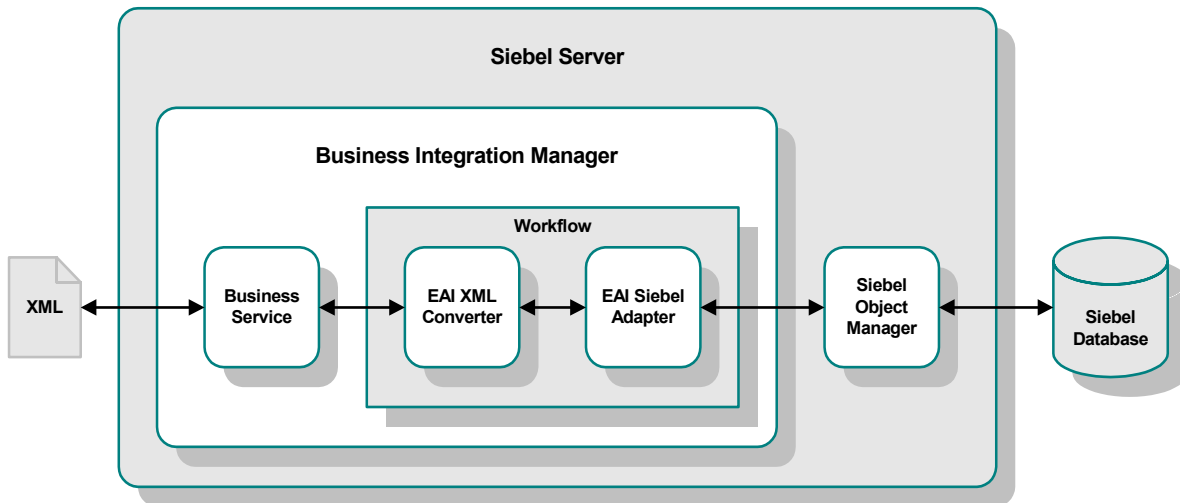 Siebel Server
Business Integration Manager
Workflow
XML
Business
Service
EAI XML
Converter
EAI Siebel
Adapter
Siebel
Object
Manager
Siebel
Database